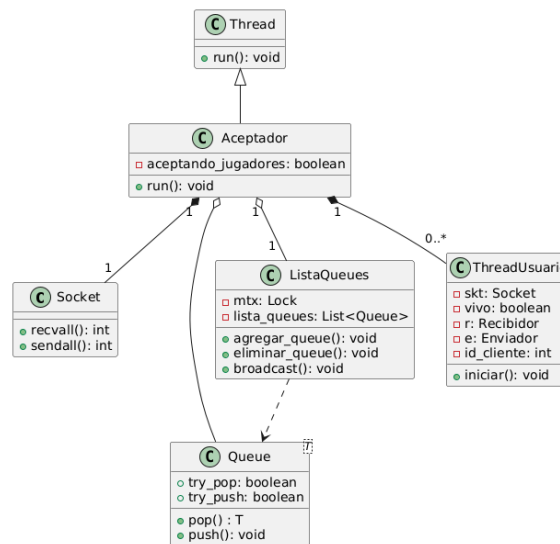 C Thread
run(): void
C Aceptador
aceptando_jugadores: boolean
run(): void
1
1
1
1
1
0..*
C Socket
recvall(): int
sendall(): int
C ListaQueues
mtx: Lock
lista_queues: List<Queue>
agregar_queue(): void
eliminar_queue(): void
broadcast(): void
C ThreadUsuari
skt: Socket
vivo: boolean
r: Recibidor
e: Enviador
id_cliente: int
iniciar(): void
C Queue
T
try_pop: boolean
try_push: boolean
pop() : T
push(): void